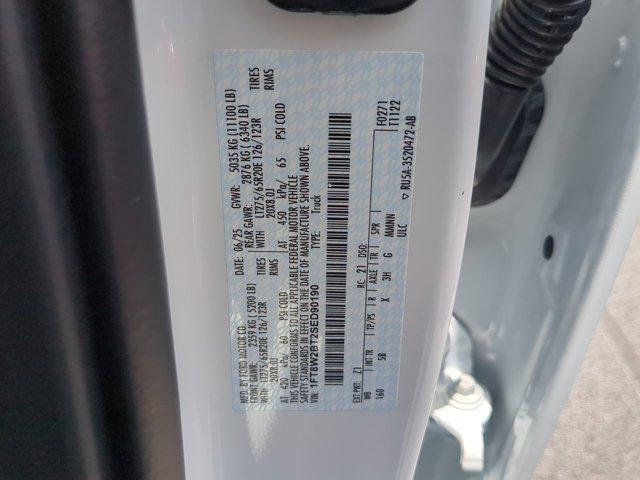 MFD. BY FORD MOTOR CO.
DATE: 06/25 GVWR: 5035 KG (11100 LB)
FRONT GAWR: 2359 KG (5200 LB) REAR GAWR: 2876 KG (6340 LB)
WITH LT275/65R20E 126/123R TIRES WITH LT275/65R20E 126/123R TIRES
20X8.0J RIMS 20X8.0J RIMS
AT 420 kPa/ 60 PSI COLD AT 450 kPa/ 65 PSI COLD
THIS VEHICLE CONFORMS TO ALL APPLICABLE FEDERAL MOTOR VEHICLE
SAFETY STANDARDS IN EFFECT ON THE DATE OF MANUFACTURE SHOWN ABOVE.
VIN: 1FT8W2BT2SED90190 TYPE: Truck
F0271
T1122
EXT PNT: Z1 RC: 21 DSO:
WB INT TR TP/PS R AXLE TR SPR
160 5B X 3H G MMNN
ULC
▽ RU5A-3520472-AB